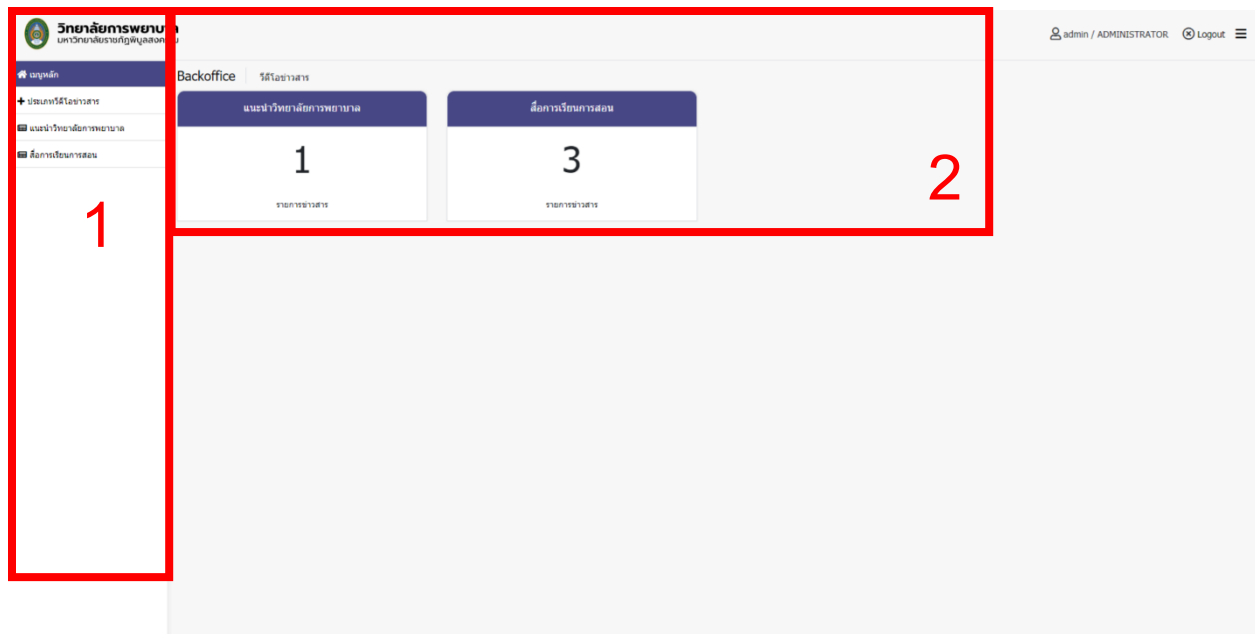 วิทยาลัยการพยาบาล
มหาวิทยาลัยราชภัฏพิบูลสงคราม
admin / ADMINISTRATOR Logout
เมนูหลัก
ประเภทวีดีโอข่าวสาร
แนะนำวิทยาลัยการพยาบาล
สื่อการเรียนการสอน
1
Backoffice วีดีโอข่าวสาร
แนะนำวิทยาลัยการพยาบาล สื่อการเรียนการสอน
1 3
รายการข่าวสาร รายการข่าวสาร
2